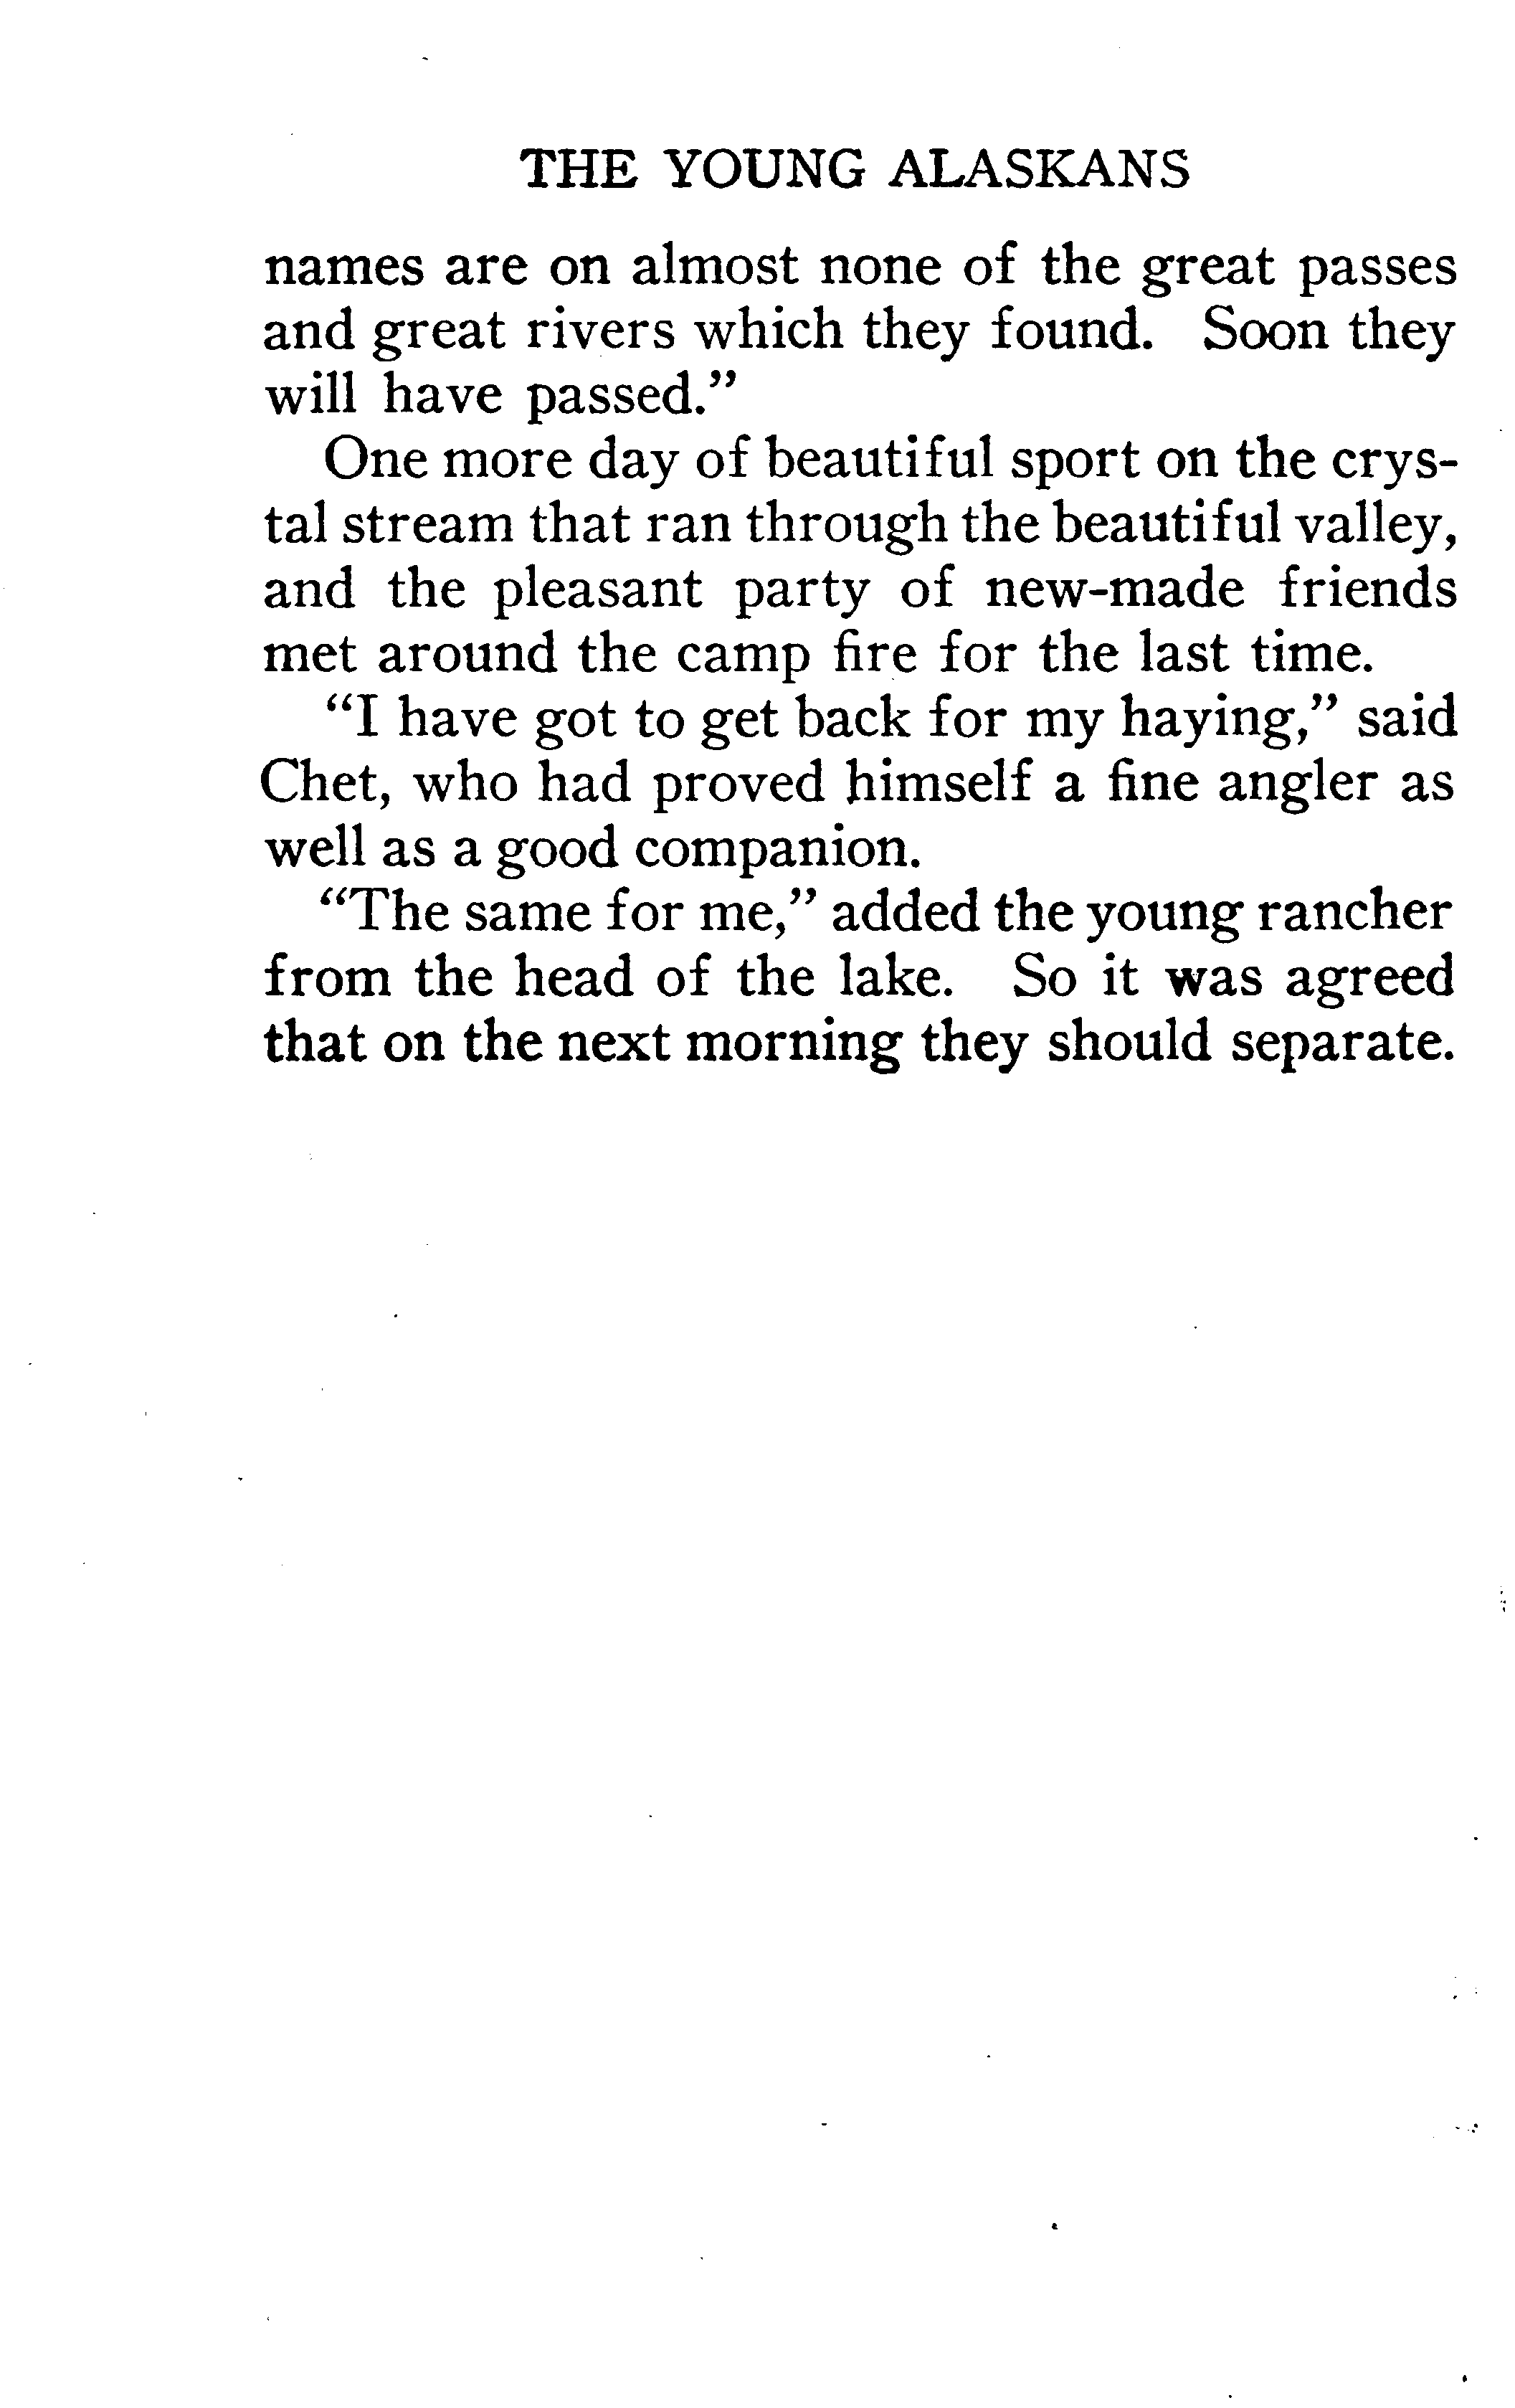 THE YOUNG ALASKANS
names are on almost none of the great passes
and great rivers which they found. Soon they
will have passed."
One more day of beautiful sport on the crys-
tal stream that ran through the beautiful valley,
and the pleasant party of new-made friends
met around the camp fire for the last time.
"I have got to get back for my haying," said
Chet, who had proved himself a fine angler as
well as a good companion.
"The same for me," added the young rancher
from the head of the lake. So it was agreed
that on the next morning they should separate.